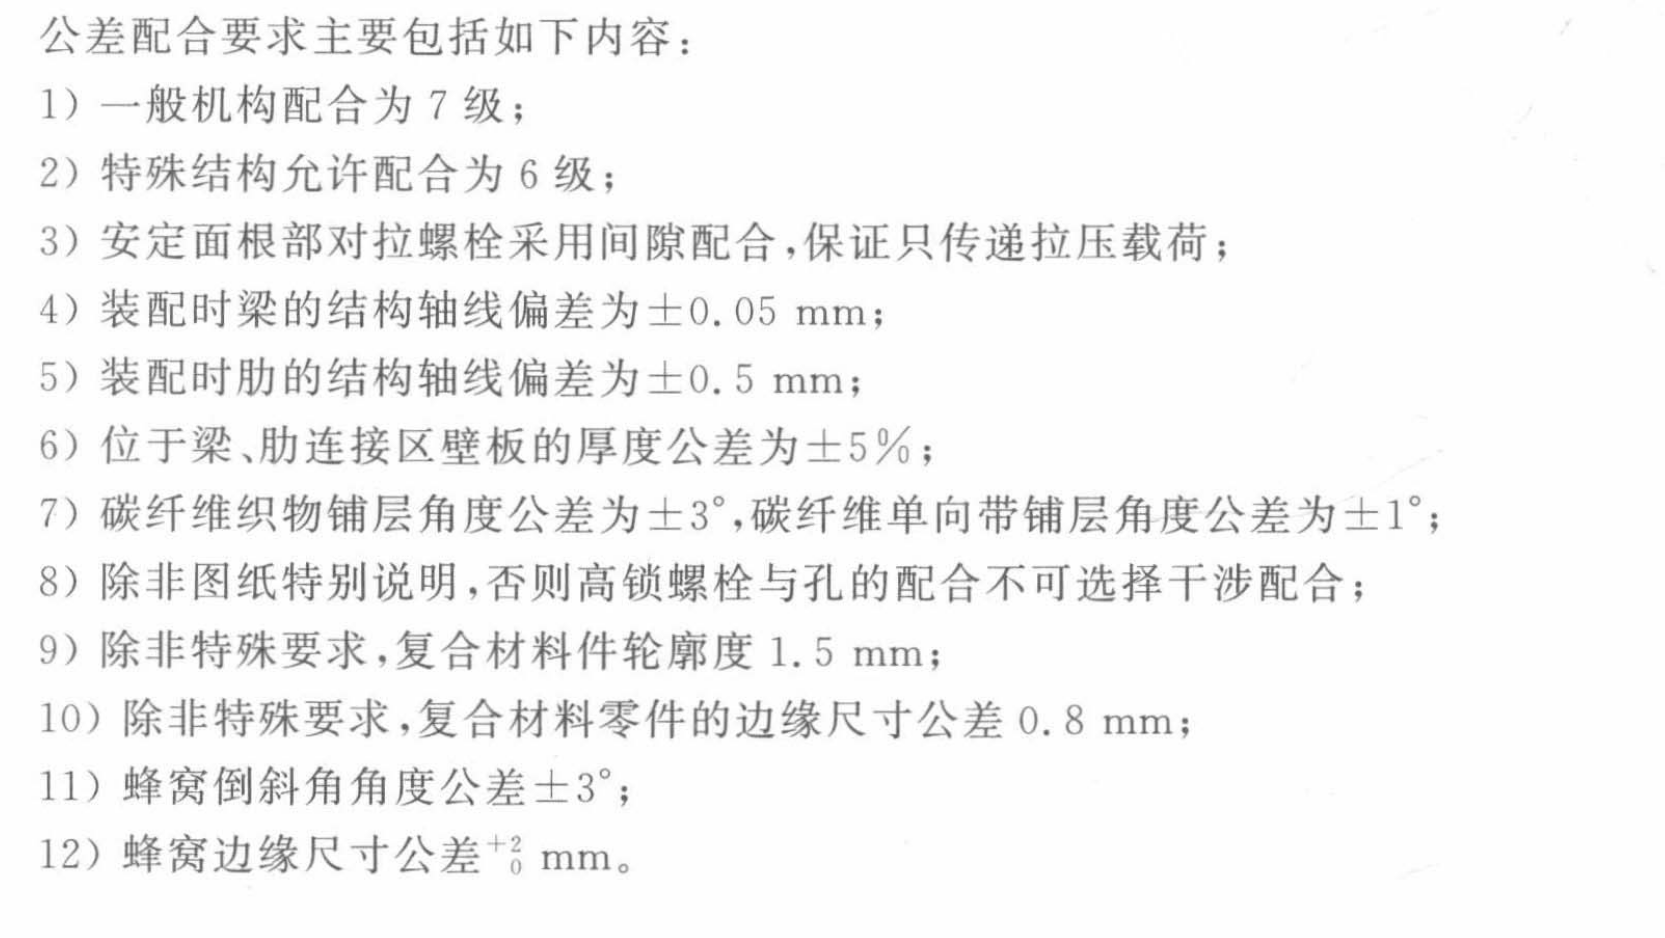 公差配合要求主要包括如下内容：
1) 一般机构配合为 7 级；
2) 特殊结构允许配合为 6 级；
3) 安定面根部对拉螺栓采用间隙配合，保证只传递拉压载荷；
4) 装配时梁的结构轴线偏差为±0.05 mm；
5) 装配时肋的结构轴线偏差为±0.5 mm；
6) 位于梁、肋连接区壁板的厚度公差为±5%；
7) 碳纤维织物铺层角度公差为±3°，碳纤维单向带铺层角度公差为±1°；
8) 除非图纸特别说明，否则高锁螺栓与孔的配合不可选择干涉配合；
9) 除非特殊要求，复合材料件轮廓度 1.5 mm；
10) 除非特殊要求，复合材料零件的边缘尺寸公差 0.8 mm；
11) 蜂窝倒斜角角度公差±3°；
12) 蜂窝边缘尺寸公差⁺²₀ mm。